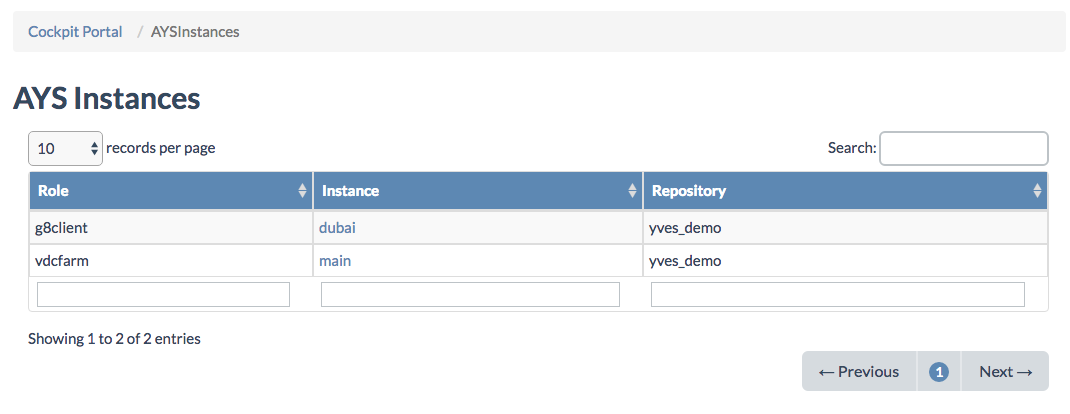 Cockpit Portal / AYSInstances
AYS Instances
10 records per page Search:
Role Instance Repository
g8client dubai yves_demo
vdcfarm main yves_demo
Showing 1 to 2 of 2 entries
← Previous 1 Next →